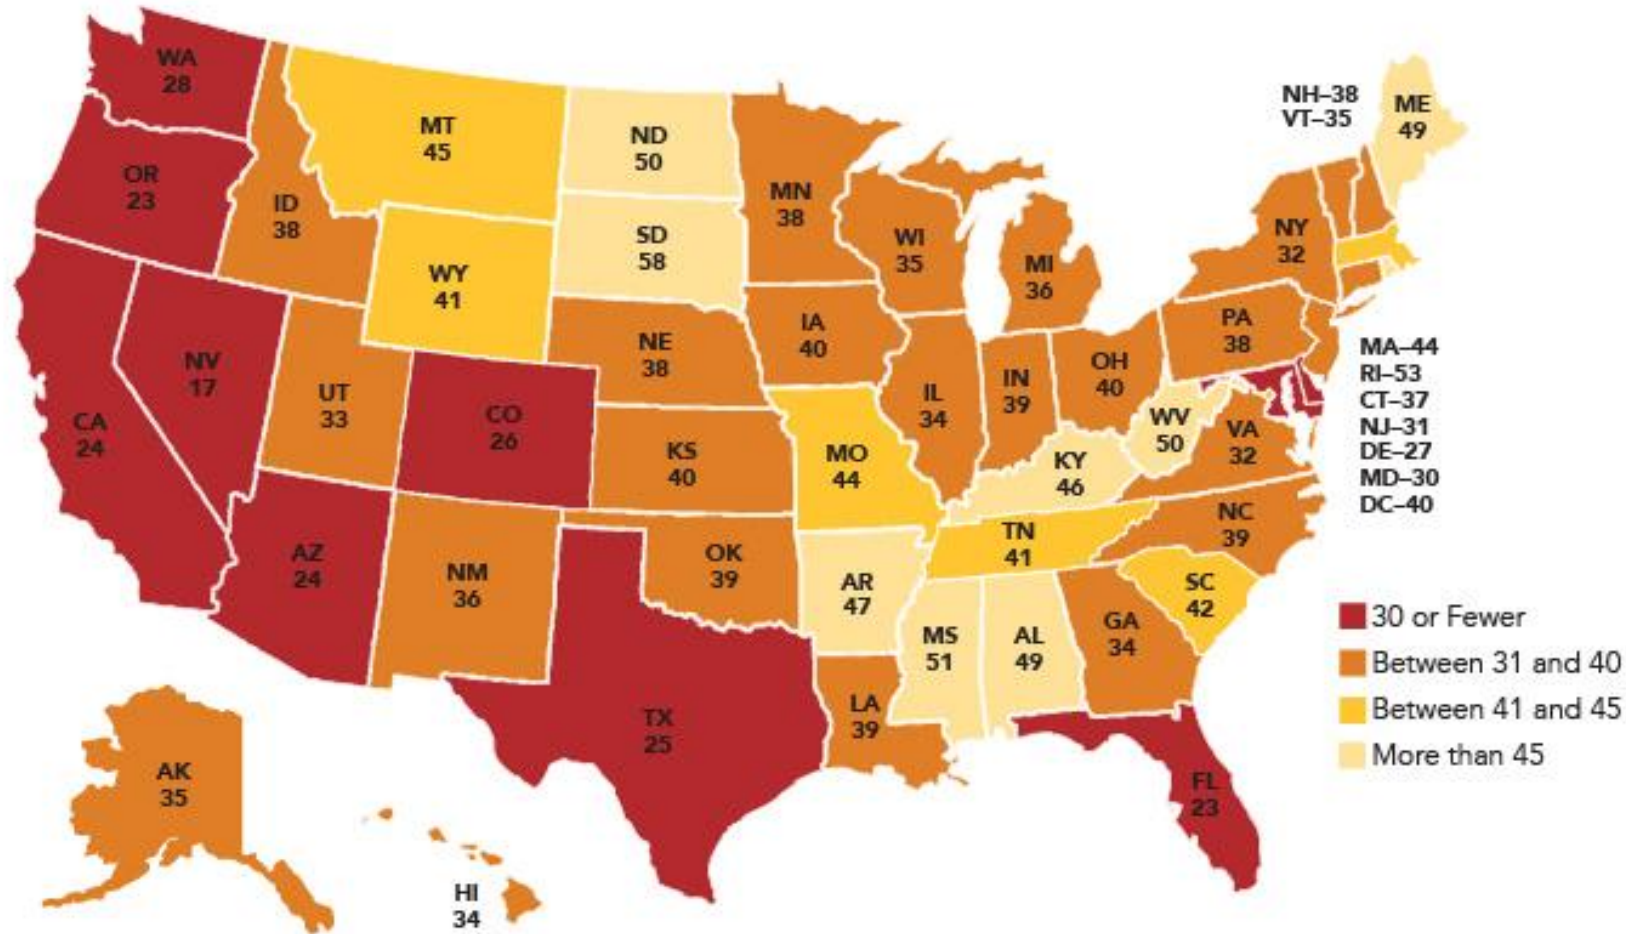 WA
28
OR
23
CA
24
NV
17
ID
38
MT
45
WY
41
UT
33
CO
26
AZ
24
NM
36
ND
50
SD
58
NE
38
KS
40
OK
39
TX
25
MN
38
IA
40
MO
44
AR
47
LA
39
WI
35
IL
34
MI
36
IN
39
OH
40
KY
46
TN
41
MS
51
AL
49
GA
34
FL
23
SC
42
NC
39
VA
32
WV
50
PA
38
NY
32
ME
49
NH–38
VT–35
MA–44
RI–53
CT–37
NJ–31
DE–27
MD–30
DC–40
AK
35
HI
34
30 or Fewer
Between 31 and 40
Between 41 and 45
More than 45